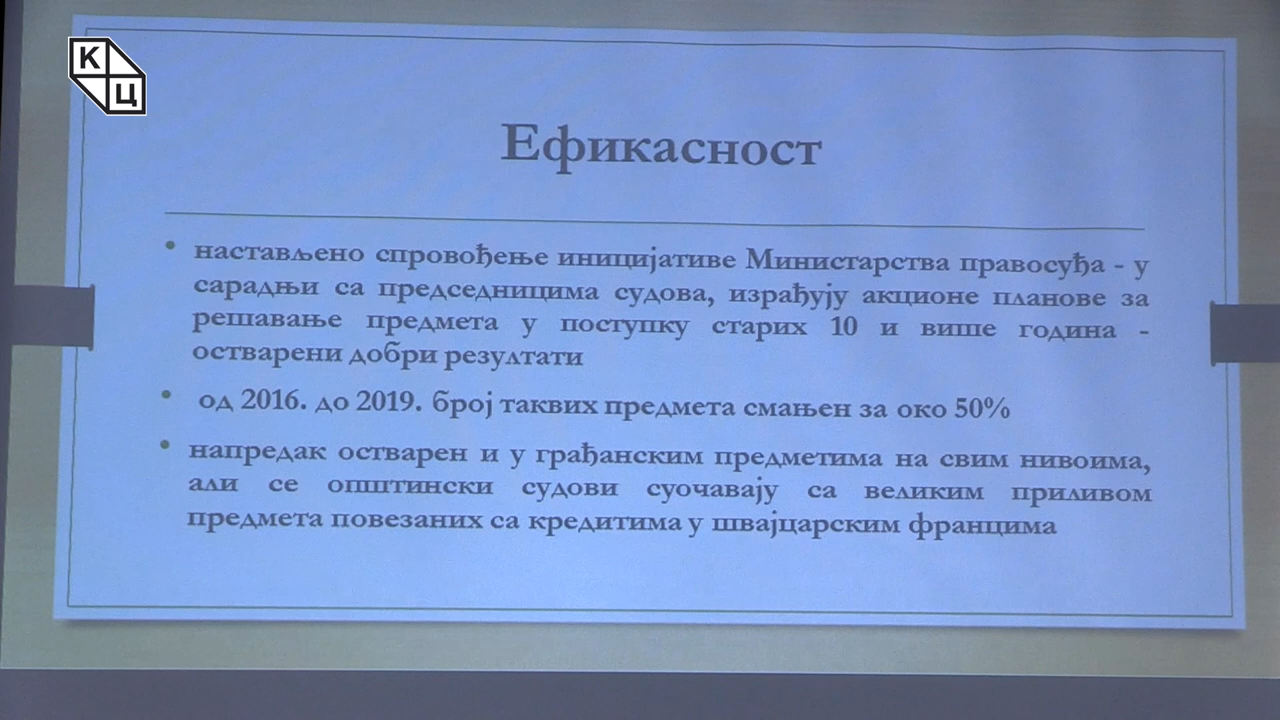 К
Ц
Ефикасност
• настављено спровођење иницијативе Министарства правосуђа - у
сарадњи са председницима судова, израђују акционе планове за
решавање предмета у поступку старих 10 и више година -
остварени добри резултати
• од 2016. до 2019. број таквих предмета смањен за око 50%
• напредак остварен и у грађанским предметима на свим нивоима,
али се општински судови суочавају са великим приливом
предмета повезаних са кредитима у швајцарским францима